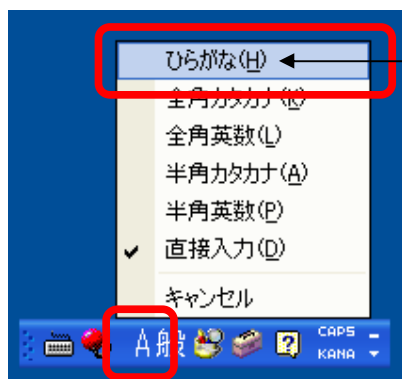 ひらがな(H)
全角カタカナ(K)
全角英数(L)
半角カタカナ(A)
半角英数(P)
直接入力(D)
キャンセル
A 般 ? CAPS
KANA